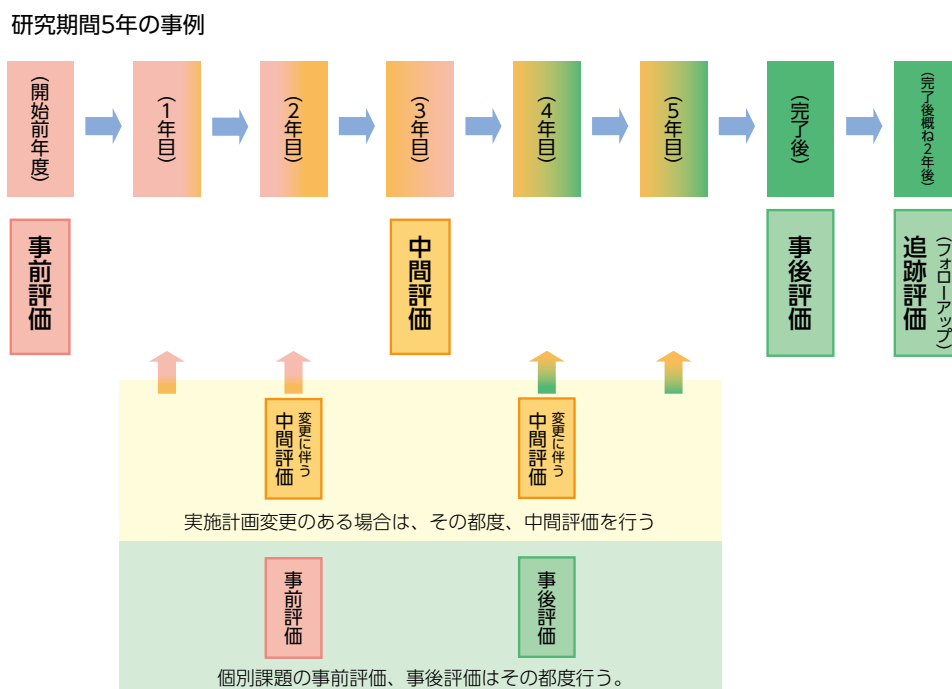 研究期間5年の事例
（開始前年度）
（1年目）
（2年目）
（3年目）
（4年目）
（5年目）
（完了後）
（完了後概ね2年後）
事前評価
中間評価
事後評価
追跡評価
（フォローアップ）
変更に伴う
中間評価
変更に伴う
中間評価
実施計画変更のある場合は、その都度、中間評価を行う
事前評価
事後評価
個別課題の事前評価、事後評価はその都度行う。